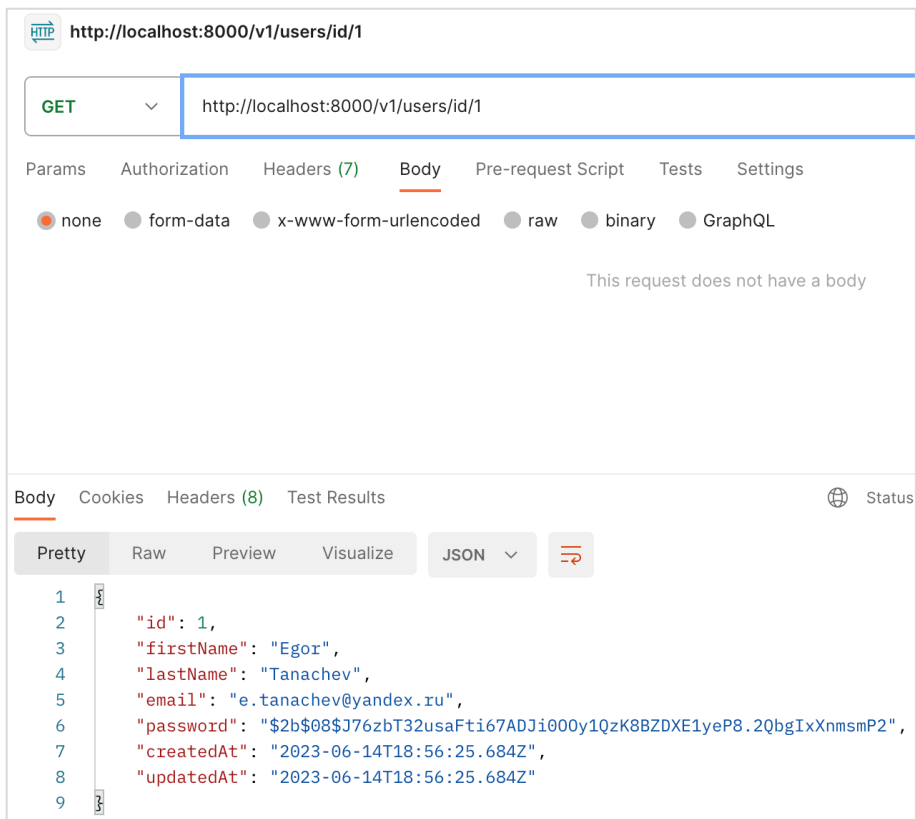 HTTP http://localhost:8000/v1/users/id/1
GET http://localhost:8000/v1/users/id/1
Params Authorization Headers (7) Body Pre-request Script Tests Settings
none form-data x-www-form-urlencoded raw binary GraphQL
This request does not have a body
Body Cookies Headers (8) Test Results Status
Pretty Raw Preview Visualize JSON
1 {
2 "id": 1,
3 "firstName": "Egor",
4 "lastName": "Tanachev",
5 "email": "e.tanachev@yandex.ru",
6 "password": "$2b$08$J76zbT32usaFti67ADJi0OOy1QzK8BZDXE1yeP8.2QbgIxXnmsmP2",
7 "createdAt": "2023-06-14T18:56:25.684Z",
8 "updatedAt": "2023-06-14T18:56:25.684Z"
9 }